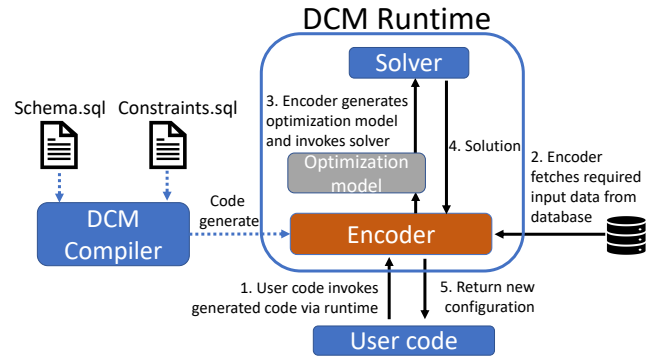 DCM Runtime
Solver
Schema.sql
Constraints.sql
3. Encoder generates
optimization model
and invokes solver
4. Solution
Optimization
model
2. Encoder
fetches required
input data from
database
DCM
Compiler
Code
generate
Encoder
1. User code invokes
generated code via runtime
5. Return new
configuration
User code